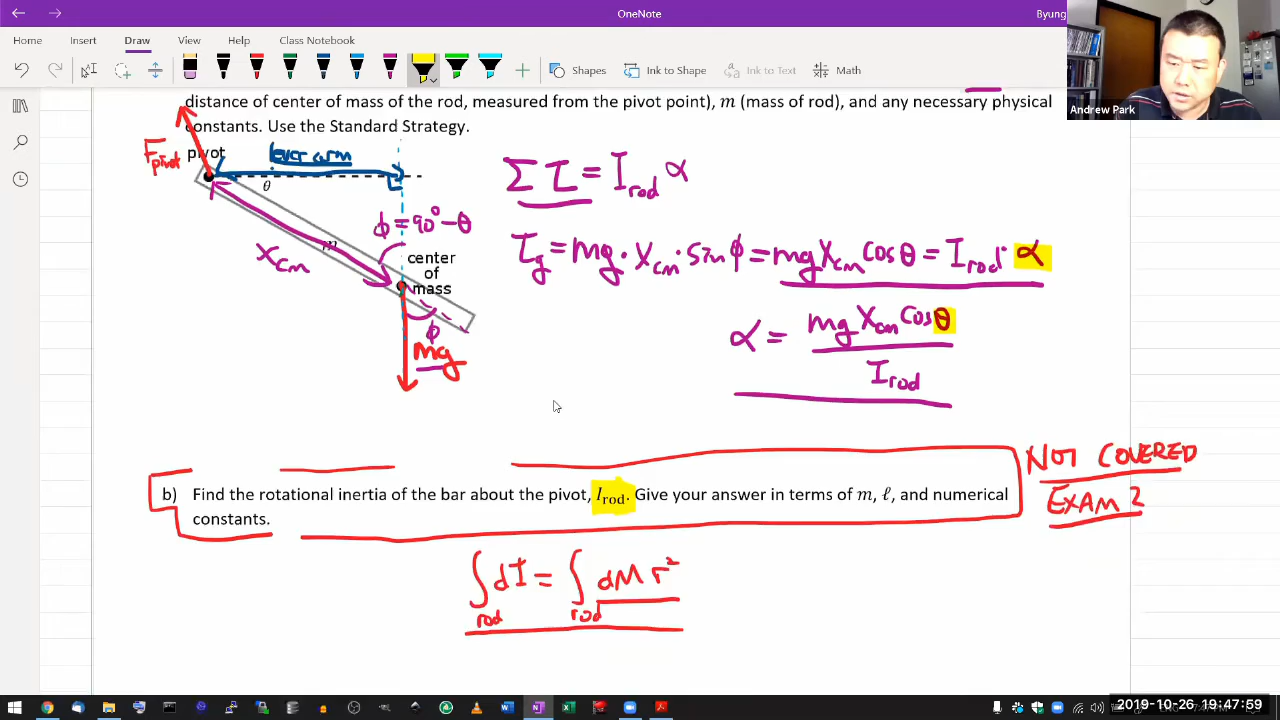 OneNote
Byung
Home Insert Draw View Help Class Notebook
Shapes Ink to Shape Ink to Text Math
Andrew Park
distance of center of mass of the rod, measured from the pivot point), m (mass of rod), and any necessary physical
constants. Use the Standard Strategy.
pivot
F pivot
lever arm
θ
Σ τ = I rod α
ϕ = 90° − θ
m
x cm
center
of
mass
τ g = mg · x cm · sin ϕ = mg x cm cos θ = I rod · α
ϕ
mg
α = mg x cm cos θ
I rod
NOT COVERED
EXAM 2
b) Find the rotational inertia of the bar about the pivot, I rod. Give your answer in terms of m, ℓ, and numerical
constants.
∫ rod dI = ∫ rod dM r²
2019-10-26 19:47:59